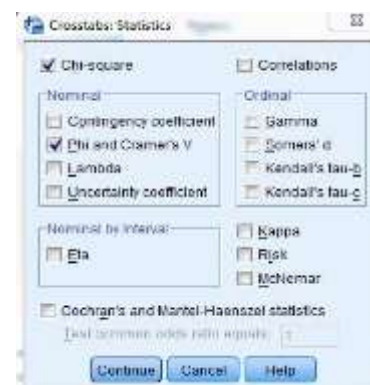 Crosstabs: Statistics
Chi-square
Correlations
Nominal
Contingency coefficient
Phi and Cramer's V
Lambda
Uncertainty coefficient
Ordinal
Gamma
Somers' d
Kendall's tau-b
Kendall's tau-c
Nominal by Interval
Eta
Kappa
Risk
McNemar
Cochran's and Mantel-Haenszel statistics
Test common odds ratio equals: 1
Continue Cancel Help